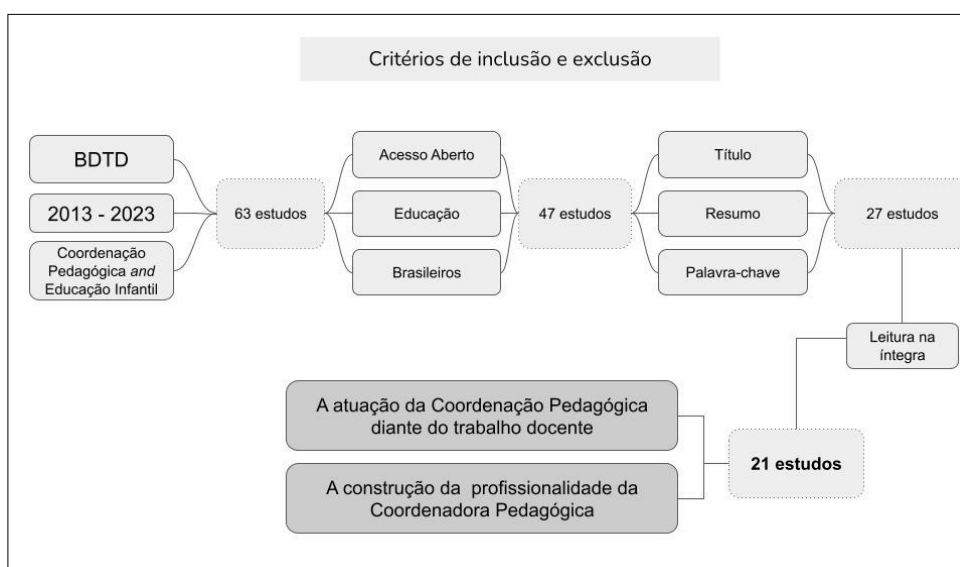 Critérios de inclusão e exclusão
BDTD
2013 - 2023
Coordenação
Pedagógica and
Educação Infantil
63 estudos
Acesso Aberto
Educação
Brasileiros
47 estudos
Título
Resumo
Palavra-chave
27 estudos
Leitura na
íntegra
21 estudos
A atuação da Coordenação Pedagógica
diante do trabalho docente
A construção da profissionalidade da
Coordenadora Pedagógica